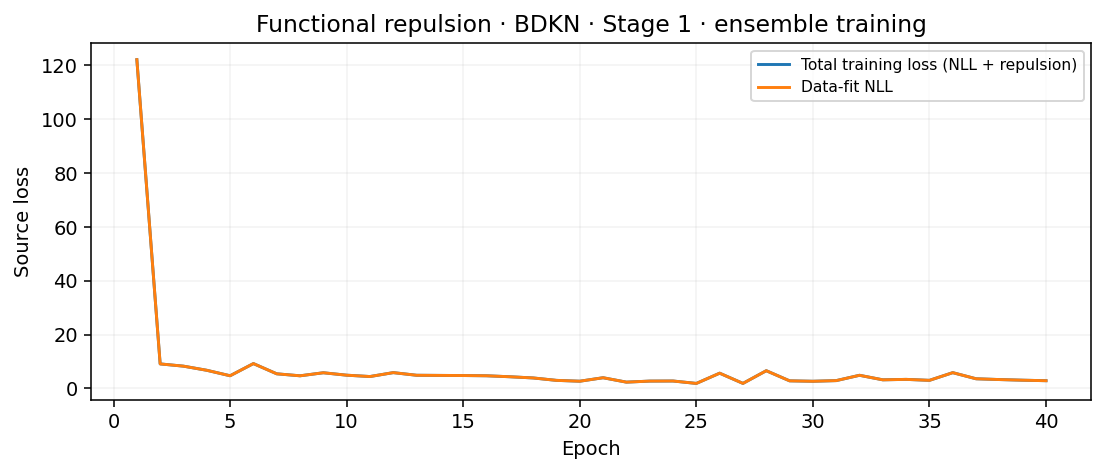 Functional repulsion · BDKN · Stage 1 · ensemble training
Total training loss (NLL + repulsion)
Data-fit NLL
Source loss
120
100
80
60
40
20
0
0 5 10 15 20 25 30 35 40
Epoch